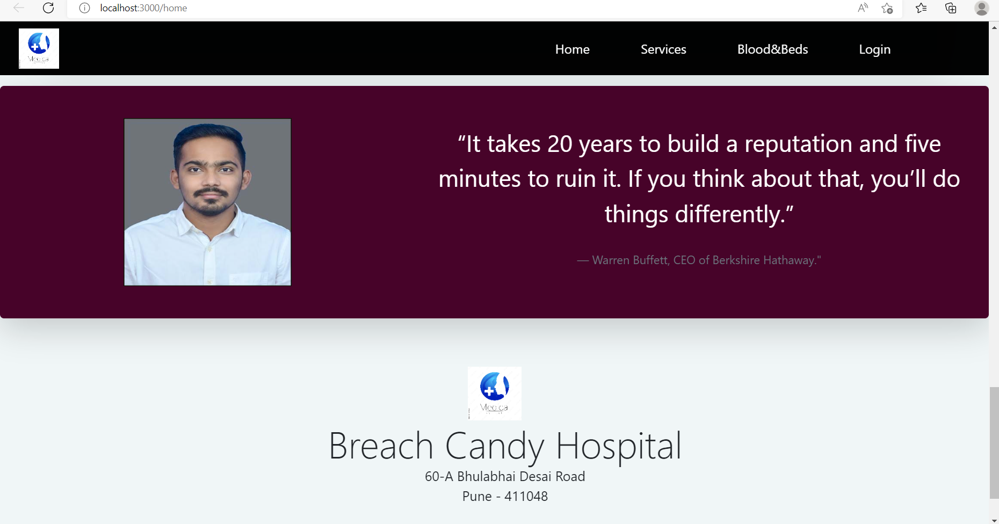 localhost:3000/home
Medica
Home Services Blood&Beds Login
“It takes 20 years to build a reputation and five
minutes to ruin it. If you think about that, you’ll do
things differently.”
— Warren Buffett, CEO of Berkshire Hathaway."
Medica
Breach Candy Hospital
60-A Bhulabhai Desai Road
Pune - 411048